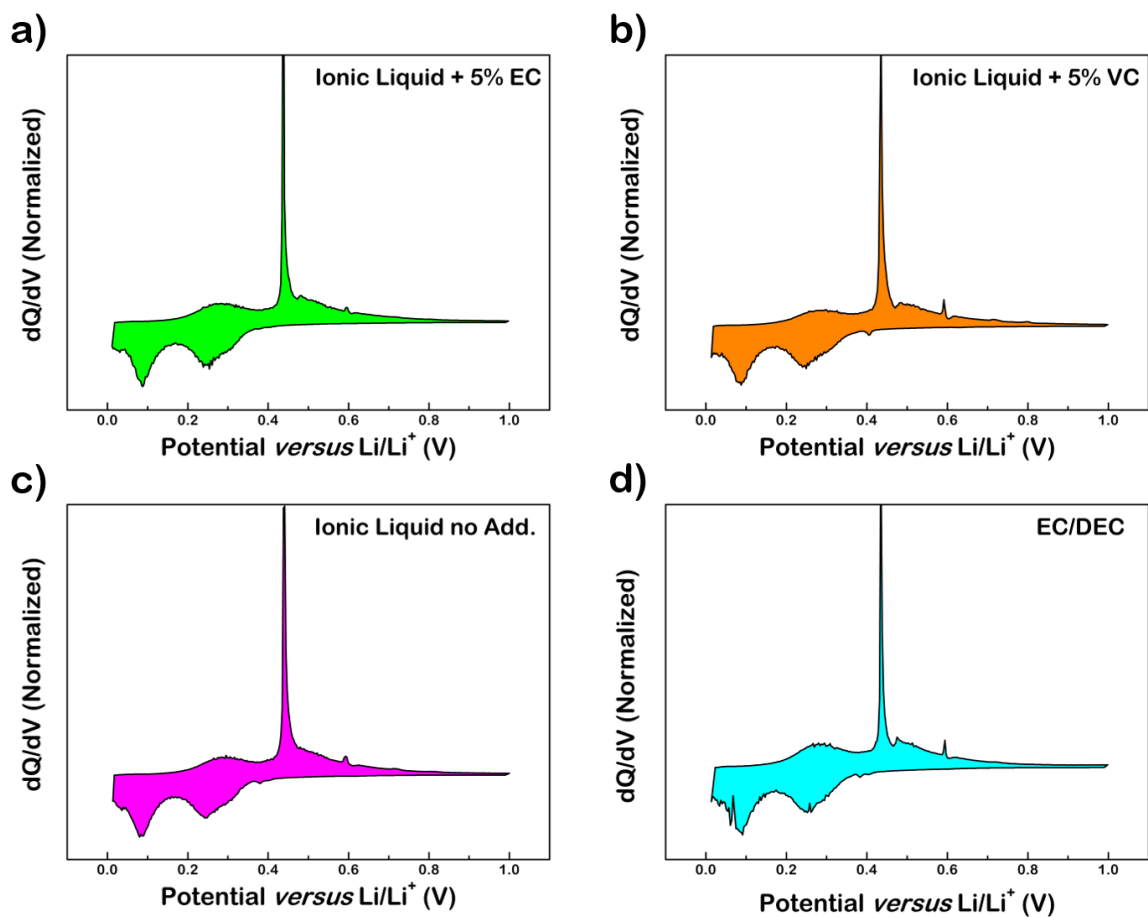 a)
Ionic Liquid + 5% EC
dQ/dV (Normalized)
0.0 0.2 0.4 0.6 0.8 1.0
Potential versus Li/Li⁺ (V)
b)
Ionic Liquid + 5% VC
dQ/dV (Normalized)
0.0 0.2 0.4 0.6 0.8 1.0
Potential versus Li/Li⁺ (V)
c)
Ionic Liquid no Add.
dQ/dV (Normalized)
0.0 0.2 0.4 0.6 0.8 1.0
Potential versus Li/Li⁺ (V)
d)
EC/DEC
dQ/dV (Normalized)
0.0 0.2 0.4 0.6 0.8 1.0
Potential versus Li/Li⁺ (V)